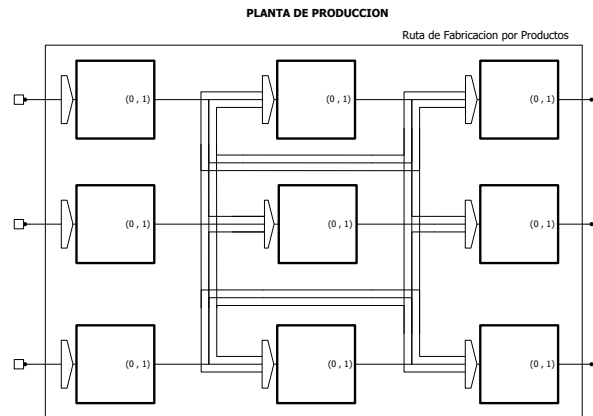 PLANTA DE PRODUCCION
Ruta de Fabricacion por Productos
(0 , 1)
(0 , 1)
(0 , 1)
(0 , 1)
(0 , 1)
(0 , 1)
(0 , 1)
(0 , 1)
(0 , 1)